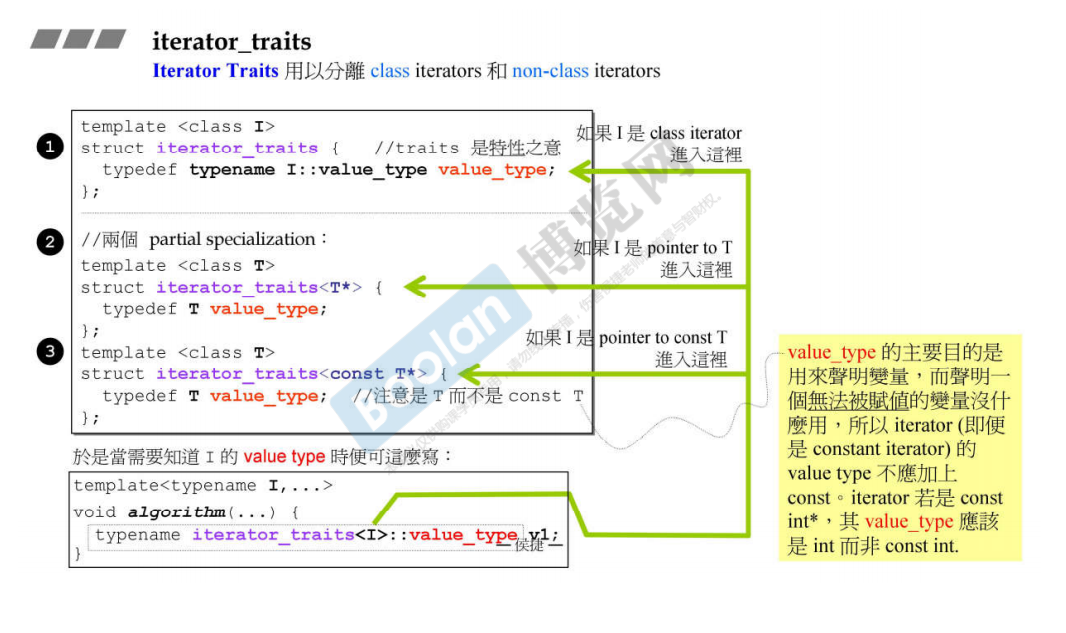 iterator_traits
Iterator Traits 用以分離 class iterators 和 non-class iterators
1
template <class I>
struct iterator_traits { //traits 是特性之意
typedef typename I::value_type value_type;
};
如果 I 是 class iterator
進入這裡
2
//兩個 partial specialization：
template <class T>
struct iterator_traits<T*> {
typedef T value_type;
};
如果 I 是 pointer to T
進入這裡
3
template <class T>
struct iterator_traits<const T*> {
typedef T value_type; //注意是 T 而不是 const T
};
如果 I 是 pointer to const T
進入這裡
value_type 的主要目的是
用來聲明變量，而聲明一
個無法被賦值的變量沒什
麼用，所以 iterator (即便
是 constant iterator) 的
value type 不應加上
const。iterator 若是 const
int*，其 value_type 應該
是 int 而非 const int.
於是當需要知道 I 的 value type 時便可這麼寫：
template<typename I,...>
void algorithm(...) {
typename iterator_traits<I>::value_type v1;
}
侯捷
Boolan
博览网